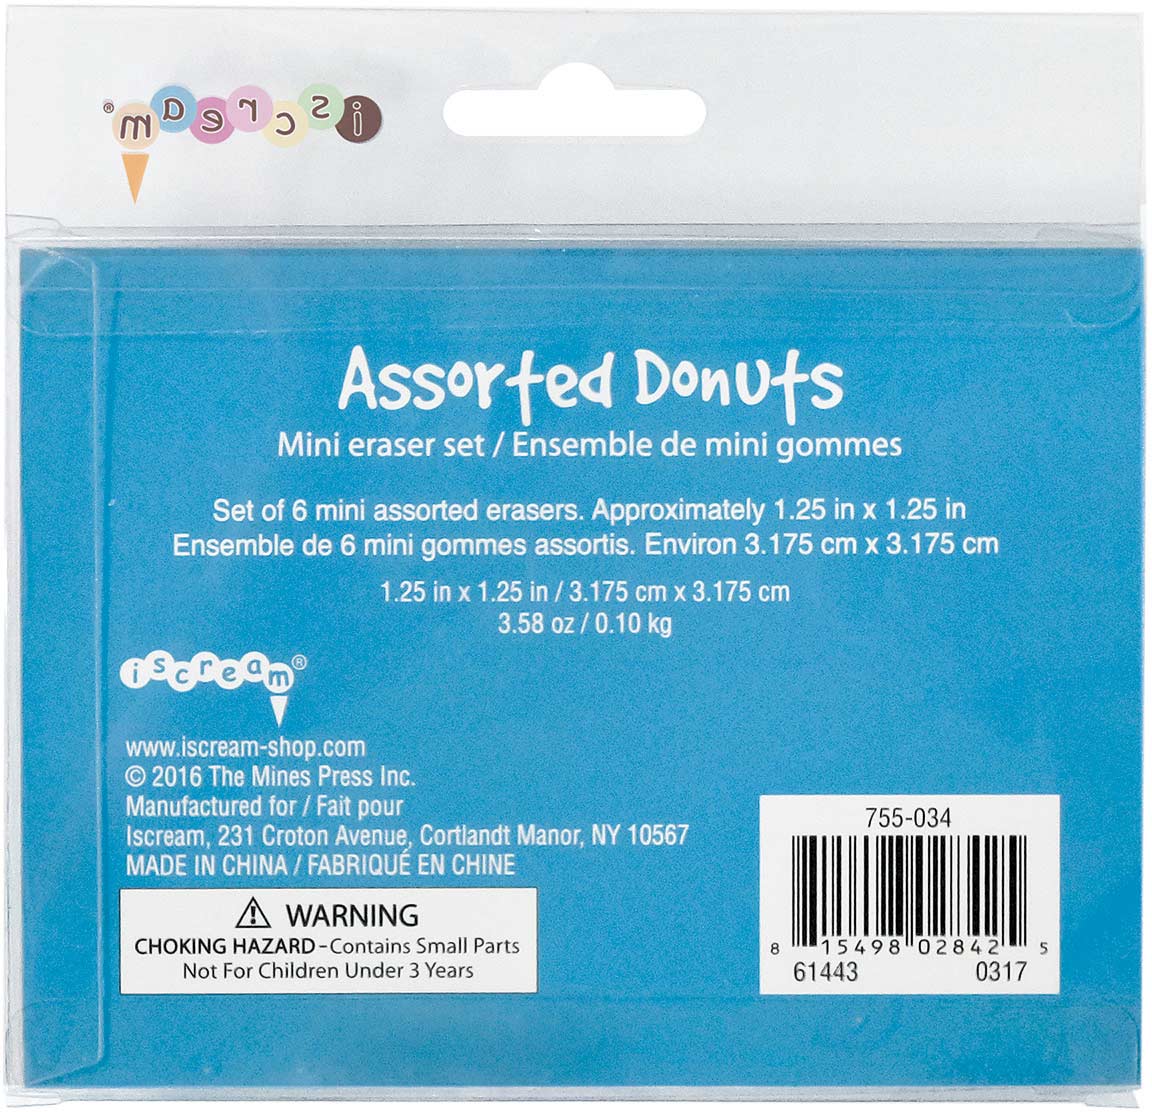 iscream®
Assorted Donuts
Mini eraser set / Ensemble de mini gommes
Set of 6 mini assorted erasers. Approximately 1.25 in x 1.25 in
Ensemble de 6 mini gommes assortis. Environ 3.175 cm x 3.175 cm
1.25 in x 1.25 in / 3.175 cm x 3.175 cm
3.58 oz / 0.10 kg
iscream®
www.iscream-shop.com
© 2016 The Mines Press Inc.
Manufactured for / Fait pour
Iscream, 231 Croton Avenue, Cortlandt Manor, NY 10567
MADE IN CHINA / FABRIQUÉ EN CHINE
WARNING
CHOKING HAZARD – Contains Small Parts
Not For Children Under 3 Years
755-034
8 15498 02842 5
61443 0317